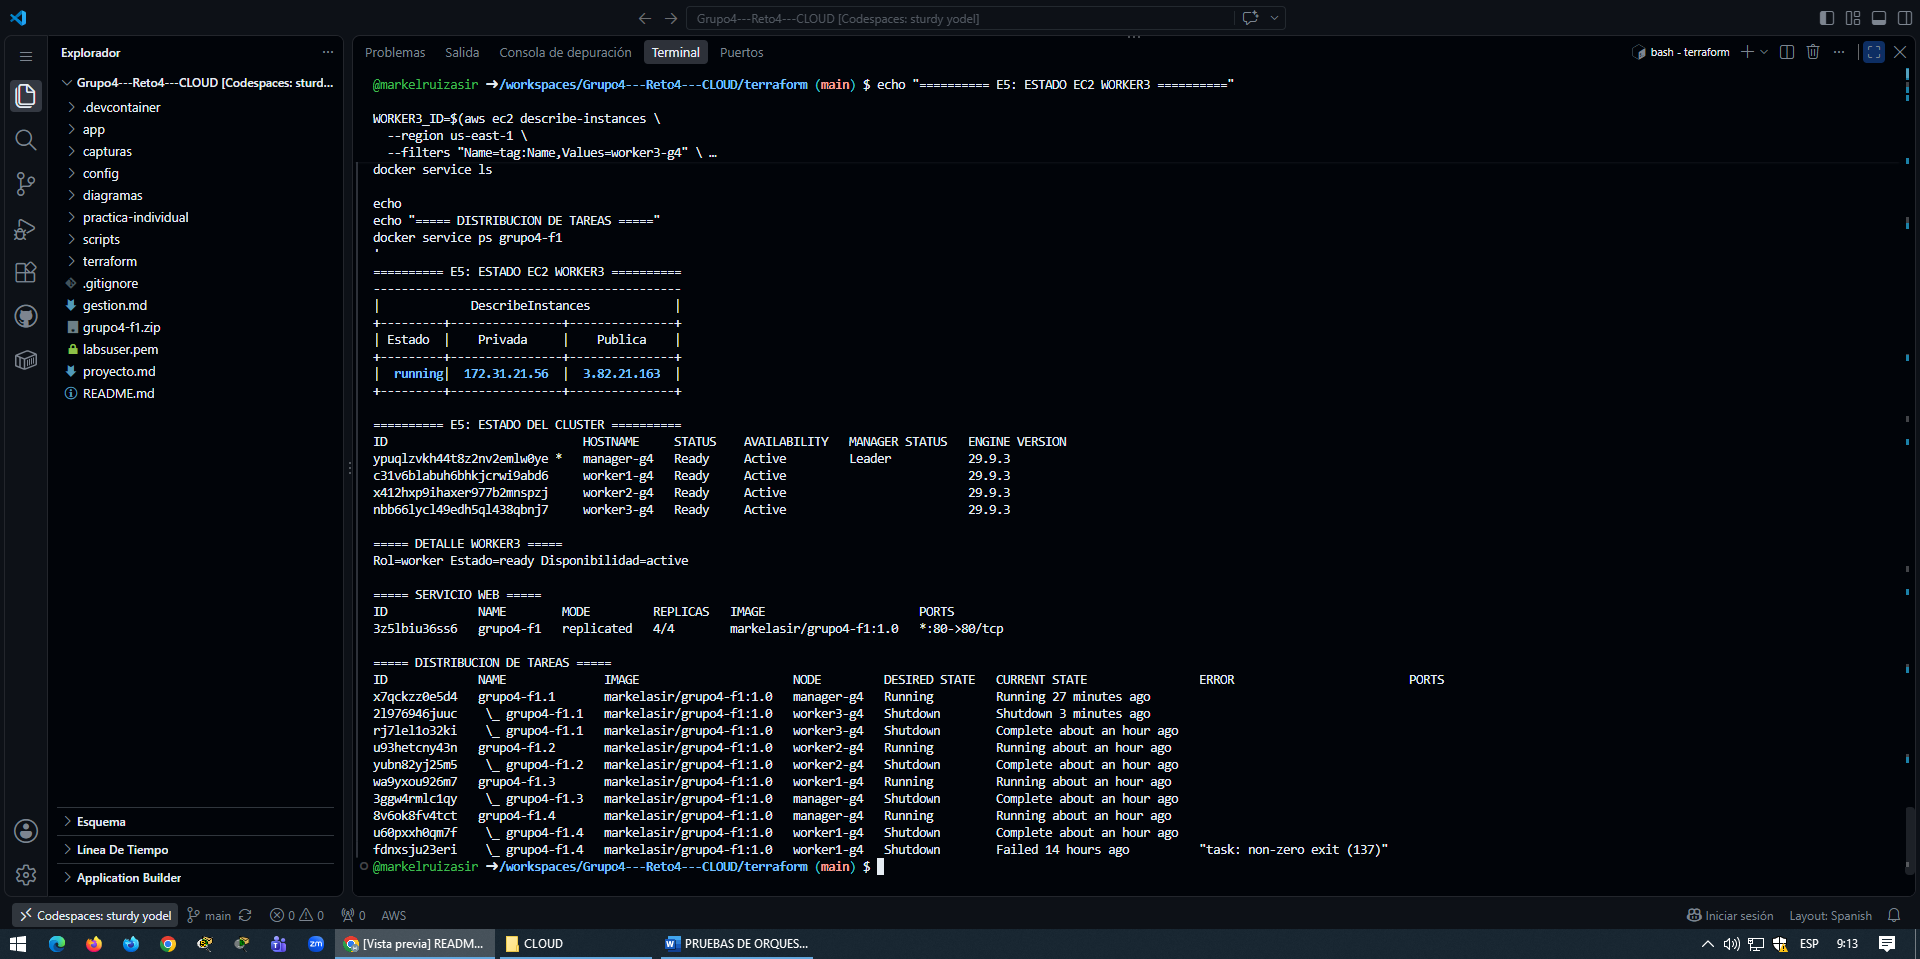 Grupo4---Reto4---CLOUD [Codespaces: sturdy yodel]
Explorador
Grupo4---Reto4---CLOUD [Codespaces: sturd...
.devcontainer
app
capturas
config
diagramas
practica-individual
scripts
terraform
.gitignore
gestion.md
grupo4-f1.zip
labsuser.pem
proyecto.md
README.md
Esquema
Línea De Tiempo
Application Builder
Problemas Salida Consola de depuración Terminal Puertos
bash - terraform
@markelruizasir ➜/workspaces/Grupo4---Reto4---CLOUD/terraform (main) $ echo "========== E5: ESTADO EC2 WORKER3 =========="
WORKER3_ID=$(aws ec2 describe-instances \
--region us-east-1 \
--filters "Name=tag:Name,Values=worker3-g4" \ …
docker service ls
echo
echo "===== DISTRIBUCION DE TAREAS ====="
docker service ps grupo4-f1
'
========== E5: ESTADO EC2 WORKER3 ==========
--------------------------------------------
| DescribeInstances |
+---------+----------------+---------------+
| Estado | Privada | Publica |
+---------+----------------+---------------+
| running| 172.31.21.56 | 3.82.21.163 |
+---------+----------------+---------------+
========== E5: ESTADO DEL CLUSTER ==========
ID HOSTNAME STATUS AVAILABILITY MANAGER STATUS ENGINE VERSION
ypuqlzvkh44t8z2nv2emlw0ye * manager-g4 Ready Active Leader 29.9.3
c31v6blabuh6bhkjcrwi9abd6 worker1-g4 Ready Active 29.9.3
x412hxp9ihaxer977b2mnspzj worker2-g4 Ready Active 29.9.3
nbb66lycl49edh5ql438qbnj7 worker3-g4 Ready Active 29.9.3
===== DETALLE WORKER3 =====
Rol=worker Estado=ready Disponibilidad=active
===== SERVICIO WEB =====
ID NAME MODE REPLICAS IMAGE PORTS
3z5lbiu36ss6 grupo4-f1 replicated 4/4 markelasir/grupo4-f1:1.0 *:80->80/tcp
===== DISTRIBUCION DE TAREAS =====
ID NAME IMAGE NODE DESIRED STATE CURRENT STATE ERROR PORTS
x7qckzz0e5d4 grupo4-f1.1 markelasir/grupo4-f1:1.0 manager-g4 Running Running 27 minutes ago
2l976946juuc \_ grupo4-f1.1 markelasir/grupo4-f1:1.0 worker3-g4 Shutdown Shutdown 3 minutes ago
rj7lel1o32ki \_ grupo4-f1.1 markelasir/grupo4-f1:1.0 worker3-g4 Shutdown Complete about an hour ago
u93hetcny43n grupo4-f1.2 markelasir/grupo4-f1:1.0 worker2-g4 Running Running about an hour ago
yubn82yj25m5 \_ grupo4-f1.2 markelasir/grupo4-f1:1.0 worker2-g4 Shutdown Complete about an hour ago
wa9yxou926m7 grupo4-f1.3 markelasir/grupo4-f1:1.0 worker1-g4 Running Running about an hour ago
3ggw4rmlc1qy \_ grupo4-f1.3 markelasir/grupo4-f1:1.0 manager-g4 Shutdown Complete about an hour ago
8v6ok8fv4tct grupo4-f1.4 markelasir/grupo4-f1:1.0 manager-g4 Running Running about an hour ago
u60pxxh0qm7f \_ grupo4-f1.4 markelasir/grupo4-f1:1.0 worker1-g4 Shutdown Complete about an hour ago
fdnxsju23eri \_ grupo4-f1.4 markelasir/grupo4-f1:1.0 worker1-g4 Shutdown Failed 14 hours ago "task: non-zero exit (137)"
@markelruizasir ➜/workspaces/Grupo4---Reto4---CLOUD/terraform (main) $
Codespaces: sturdy yodel main 0 0 0 AWS Iniciar sesión Layout: Spanish
[Vista previa] READM... CLOUD PRUEBAS DE ORQUES... ESP 9:13